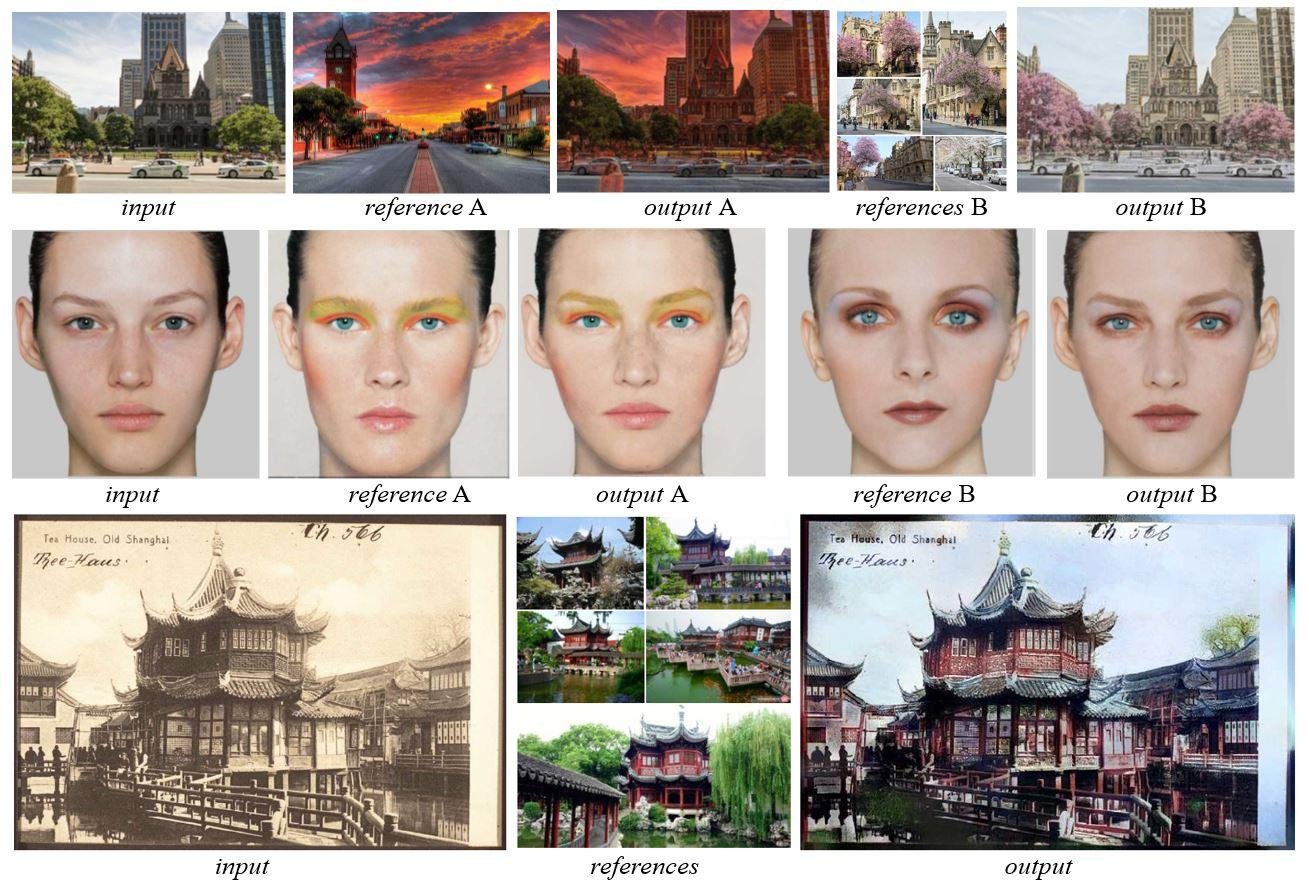 input
reference A
output A
references B
output B
input
reference A
output A
reference B
output B
Tea House, Old Shanghai
Ch. 566
Thee-Haus.
Tea House, Old Shanghai
Ch. 566
Thee-Haus.
input
references
output